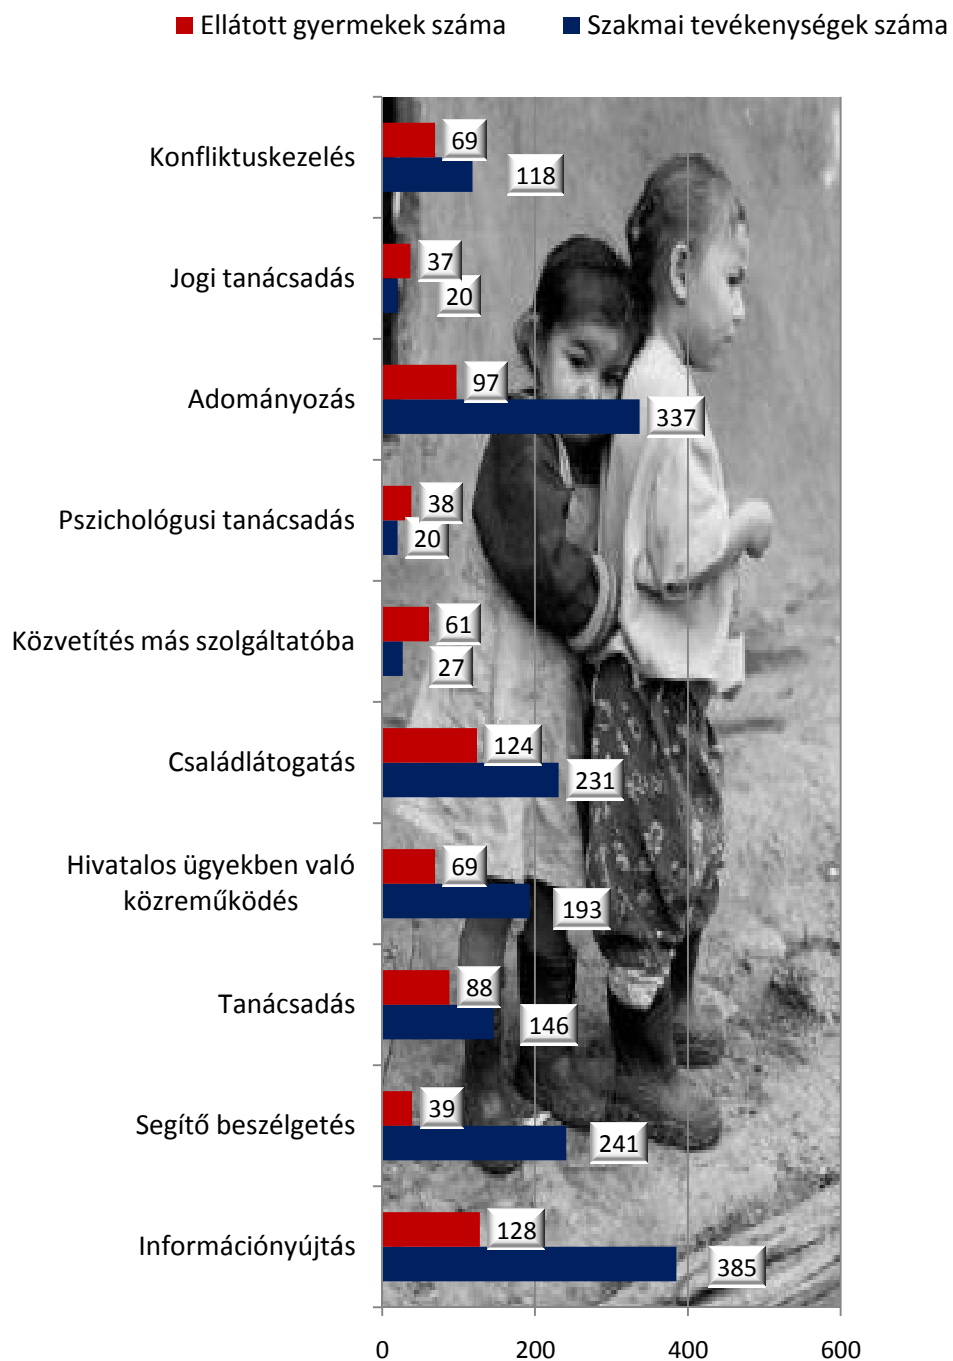 Ellátott gyermekek száma
Szakmai tevékenységek száma
Konfliktuskezelés
69
118
Jogi tanácsadás
37
20
Adományozás
97
337
Pszichológusi tanácsadás
38
20
Közvetítés más szolgáltatóba
61
27
Családlátogatás
124
231
Hivatalos ügyekben való
közreműködés
69
193
Tanácsadás
88
146
Segítő beszélgetés
39
241
Információnyújtás
128
385
0 200 400 600